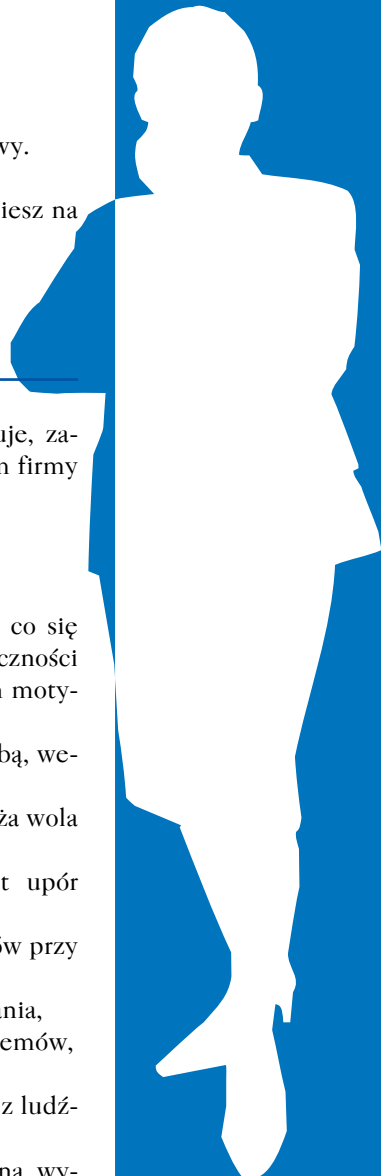 wy.
iesz na
uje, za-
n firmy
co się
czności
n moty-
bą, we-
ża wola
t upór
ów przy
nia,
emów,
z ludź-
na wy-